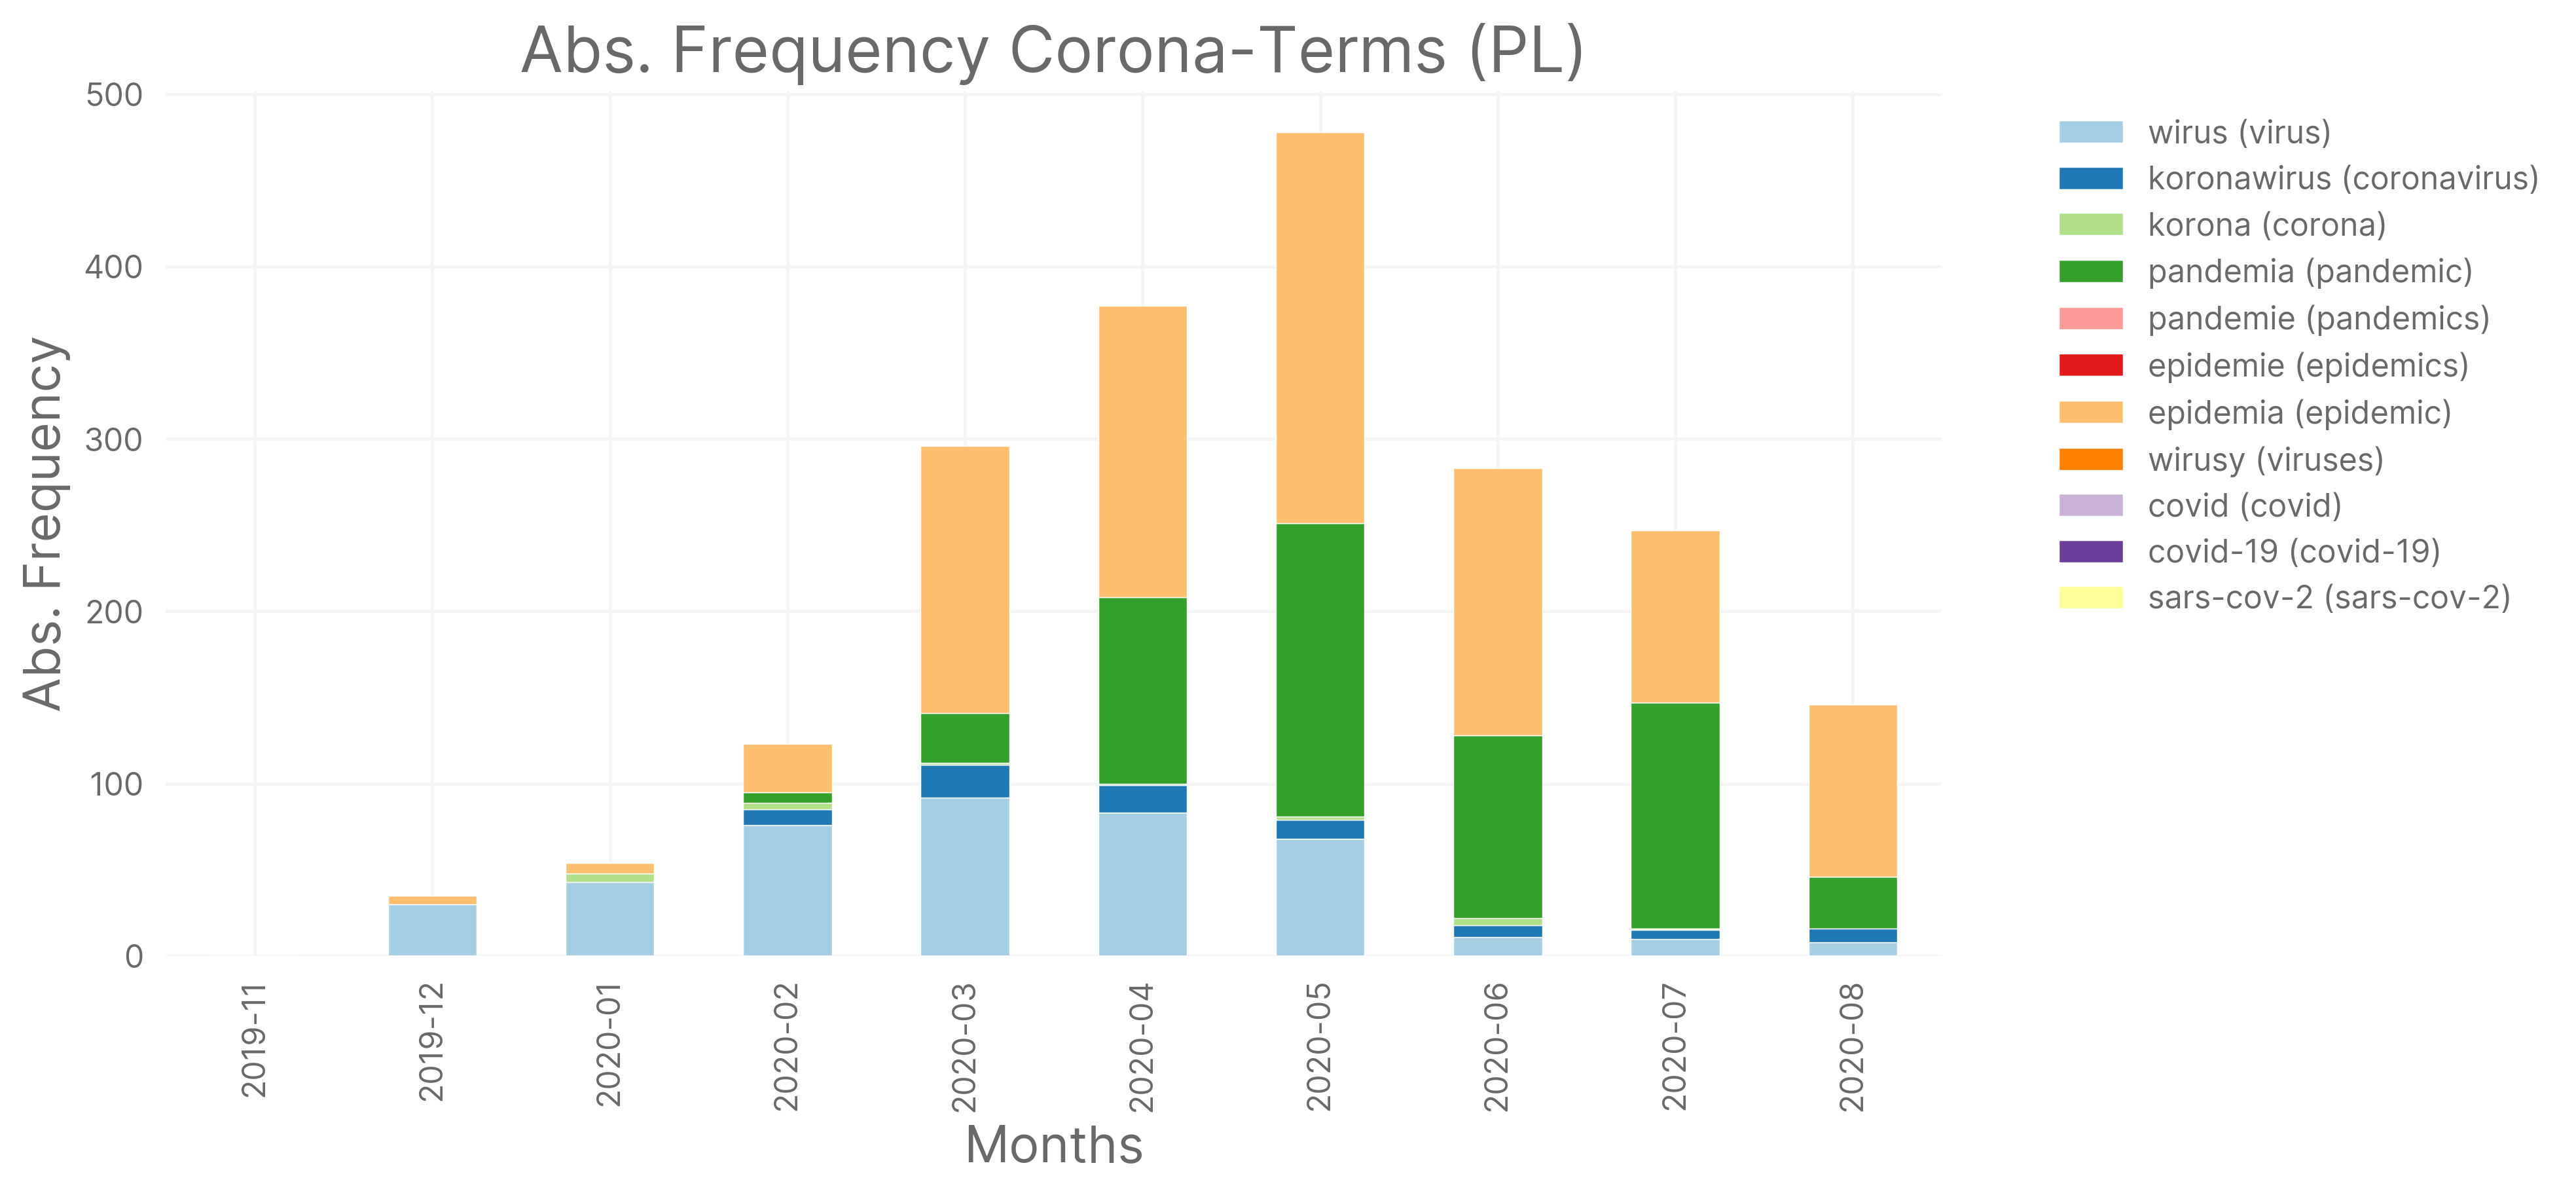 Abs. Frequency Corona-Terms (PL)
Abs. Frequency
500
400
300
200
100
0
2019-11
2019-12
2020-01
2020-02
2020-03
2020-04
2020-05
2020-06
2020-07
2020-08
Months
wirus (virus)
koronawirus (coronavirus)
korona (corona)
pandemia (pandemic)
pandemie (pandemics)
epidemie (epidemics)
epidemia (epidemic)
wirusy (viruses)
covid (covid)
covid-19 (covid-19)
sars-cov-2 (sars-cov-2)